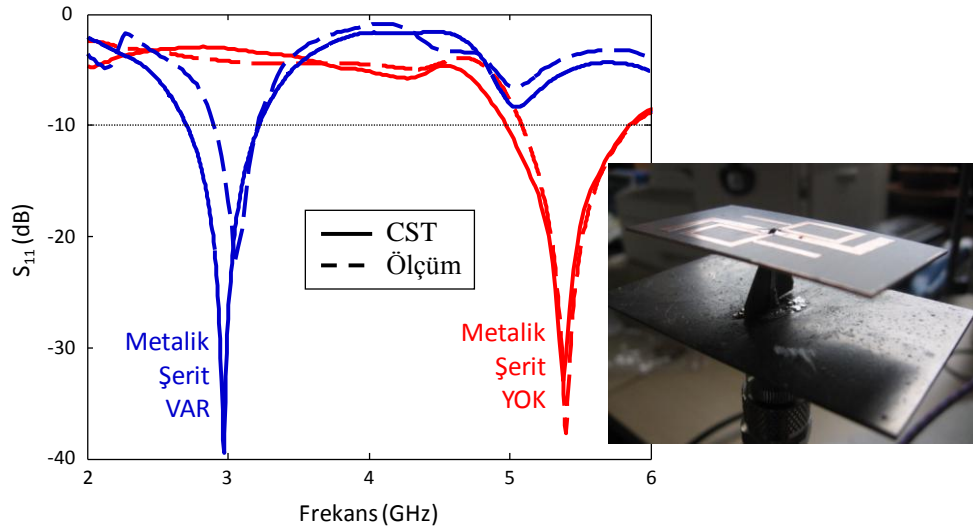 0
-10
-20
-30
-40
S11 (dB)
2
3
4
5
6
Frekans (GHz)
CST
Ölçüm
Metalik
Şerit
VAR
Metalik
Şerit
YOK